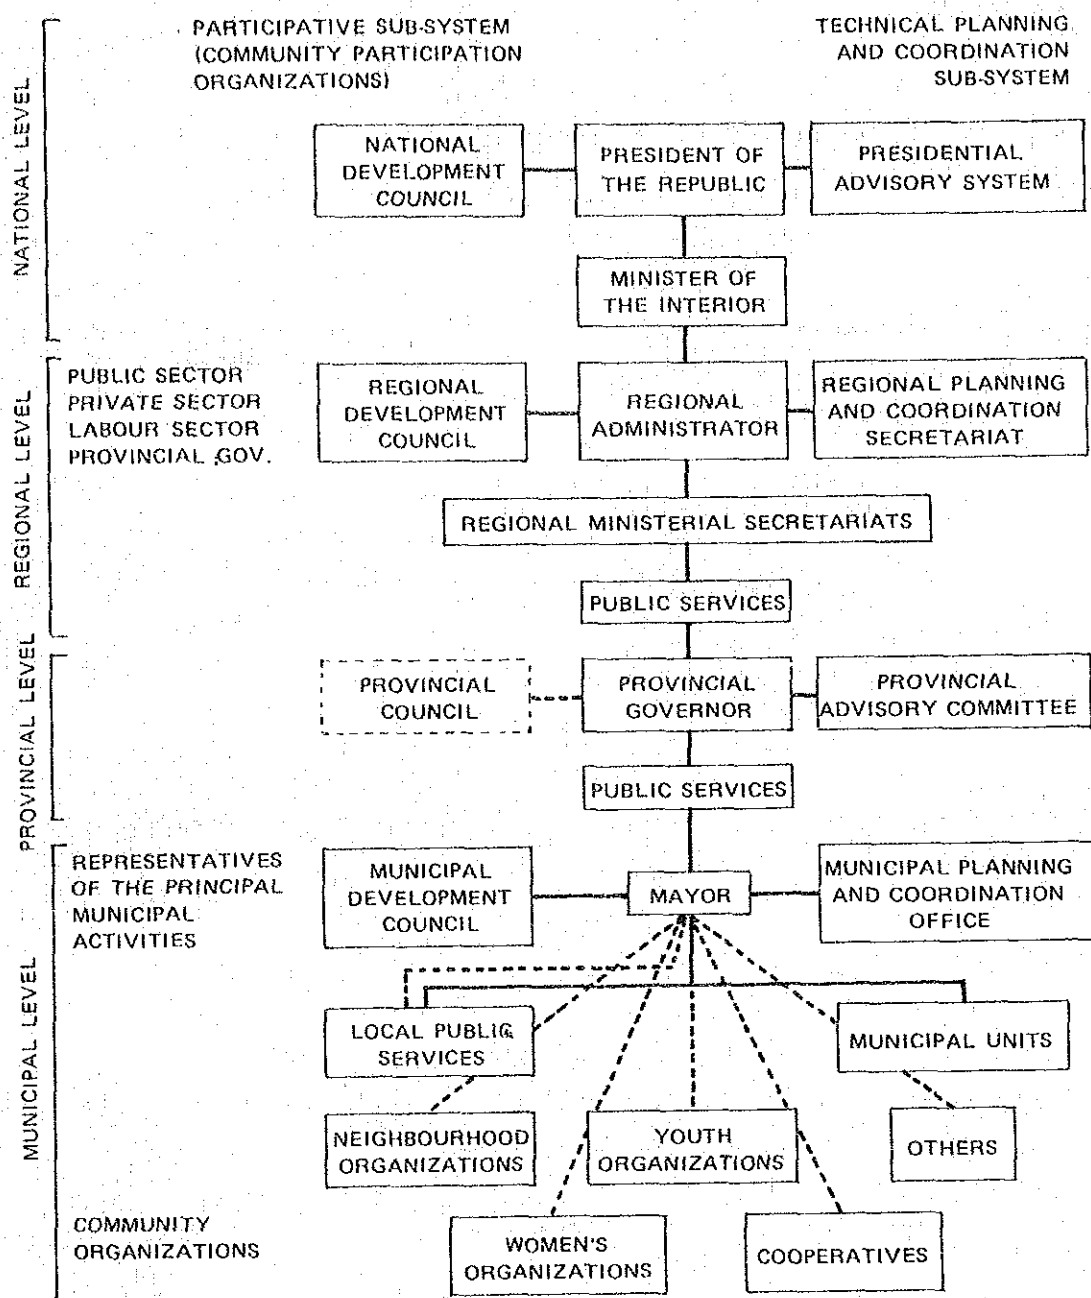 PARTICIPATIVE SUB-SYSTEM
(COMMUNITY PARTICIPATION
ORGANIZATIONS)
TECHNICAL PLANNING
AND COORDINATION
SUB-SYSTEM
NATIONAL LEVEL
NATIONAL
DEVELOPMENT
COUNCIL
PRESIDENT OF
THE REPUBLIC
PRESIDENTIAL
ADVISORY SYSTEM
MINISTER OF
THE INTERIOR
REGIONAL LEVEL
PUBLIC SECTOR
PRIVATE SECTOR
LABOUR SECTOR
PROVINCIAL GOV.
REGIONAL
DEVELOPMENT
COUNCIL
REGIONAL
ADMINISTRATOR
REGIONAL PLANNING
AND COORDINATION
SECRETARIAT
REGIONAL MINISTERIAL SECRETARIATS
PUBLIC SERVICES
PROVINCIAL LEVEL
PROVINCIAL
COUNCIL
PROVINCIAL
GOVERNOR
PROVINCIAL
ADVISORY COMMITTEE
PUBLIC SERVICES
MUNICIPAL LEVEL
REPRESENTATIVES
OF THE PRINCIPAL
MUNICIPAL
ACTIVITIES
MUNICIPAL
DEVELOPMENT
COUNCIL
MAYOR
MUNICIPAL PLANNING
AND COORDINATION
OFFICE
LOCAL PUBLIC
SERVICES
MUNICIPAL UNITS
NEIGHBOURHOOD
ORGANIZATIONS
YOUTH
ORGANIZATIONS
OTHERS
COMMUNITY
ORGANIZATIONS
WOMEN'S
ORGANIZATIONS
COOPERATIVES